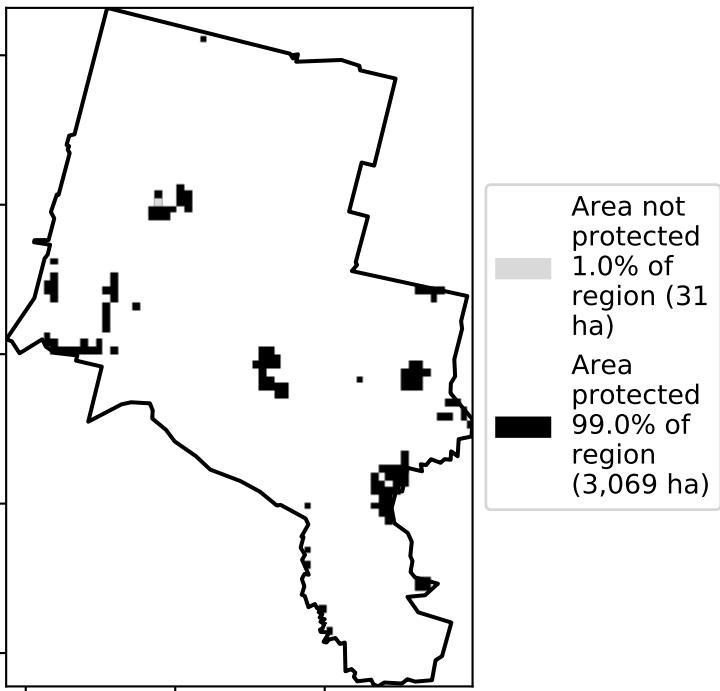 Area not
protected
1.0% of
region (31
ha)
Area
protected
99.0% of
region
(3,069 ha)